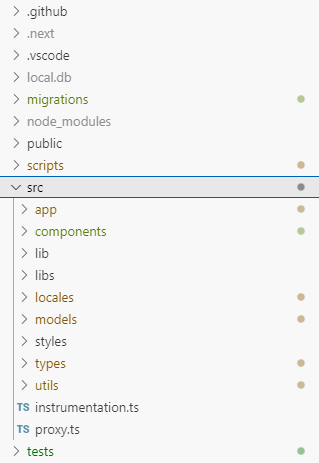 .github
.next
.vscode
local.db
migrations
node_modules
public
scripts
src
app
components
lib
libs
locales
models
styles
types
utils
TS instrumentation.ts
TS proxy.ts
tests